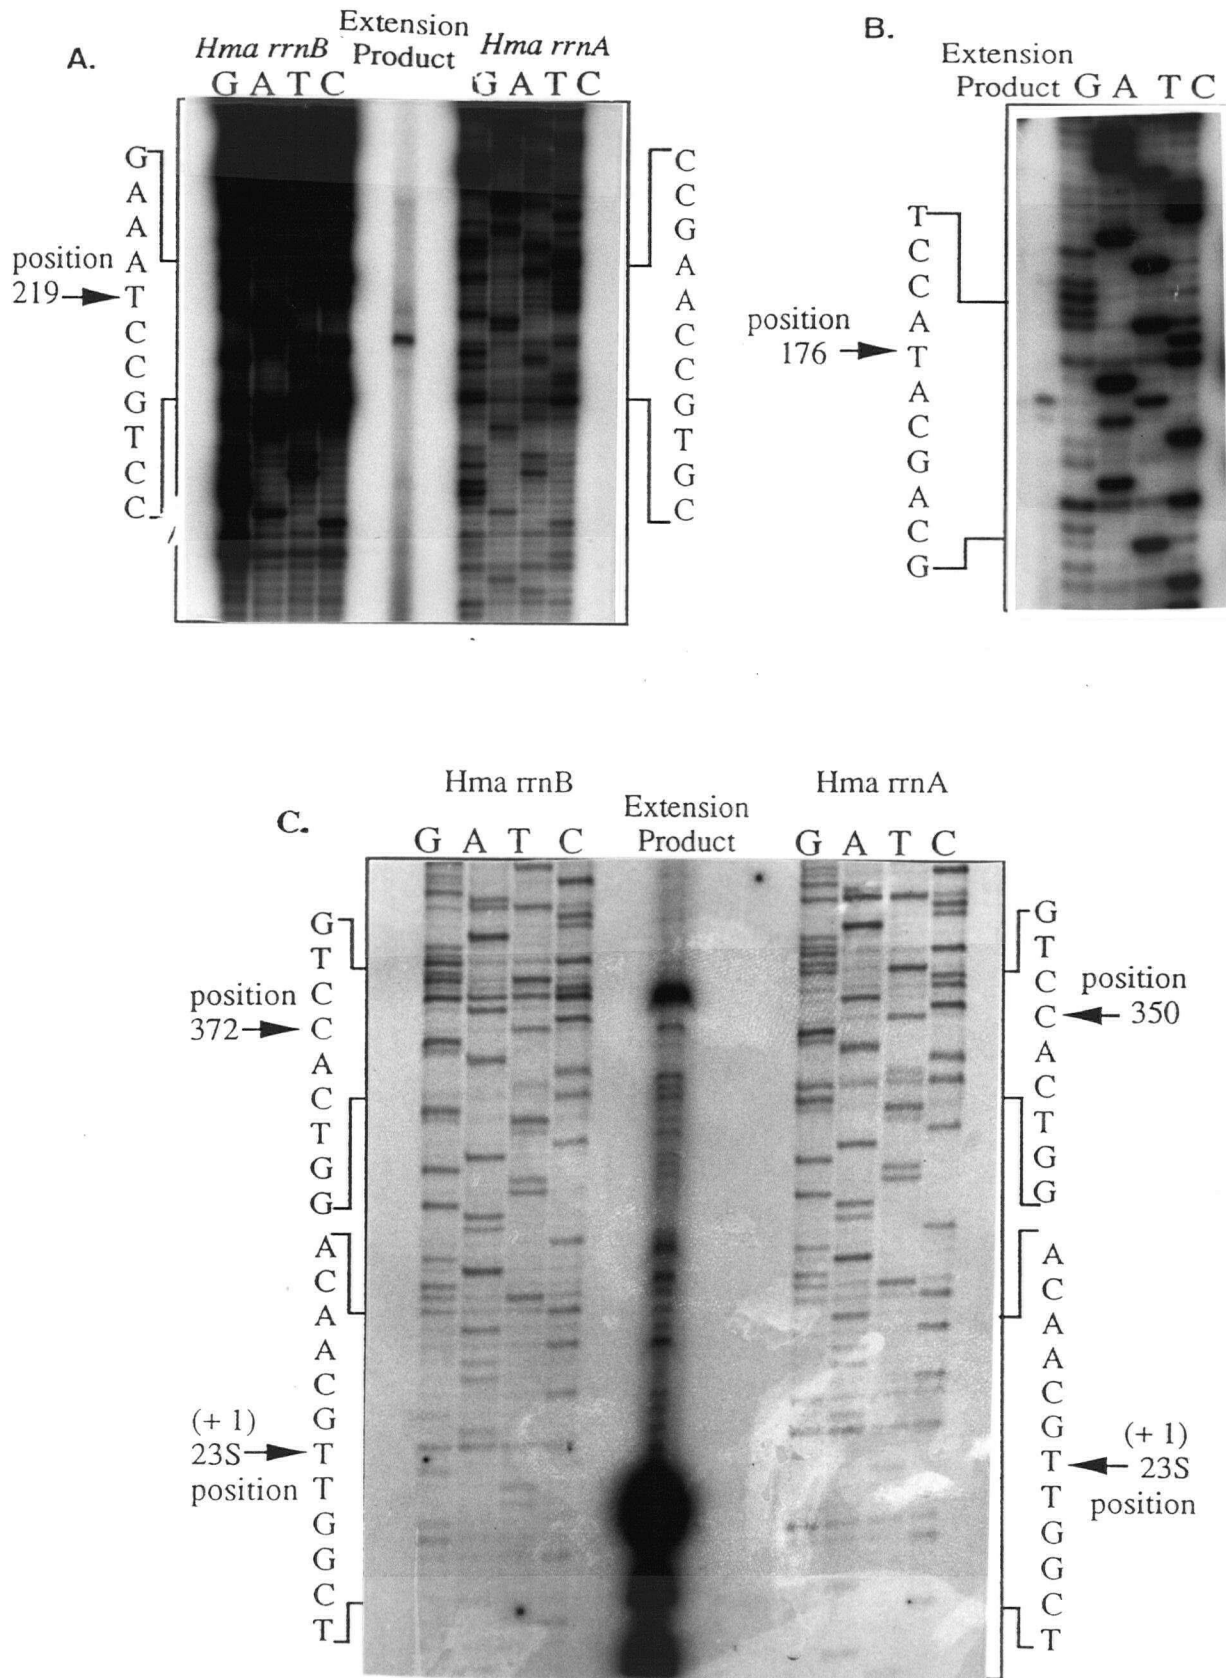 A.
Hma rrnB
Extension
Product
Hma rrnA
G A T C
G A T C
G
A
A
A
T
C
C
G
T
C
C
position
219
C
C
G
A
A
C
C
G
T
G
C
B.
Extension
Product G A T C
T
C
C
A
T
A
C
G
A
C
G
position
176
C.
Hma rrnB
Extension
Product
Hma rrnA
G A T C
G A T C
G
T
C
C
A
C
T
G
G
position
372
A
C
A
A
C
G
T
T
G
G
C
T
(+ 1)
23S
position
G
T
C
C
A
C
T
G
G
position
350
A
C
A
A
C
G
T
T
G
G
C
T
(+ 1)
23S
position